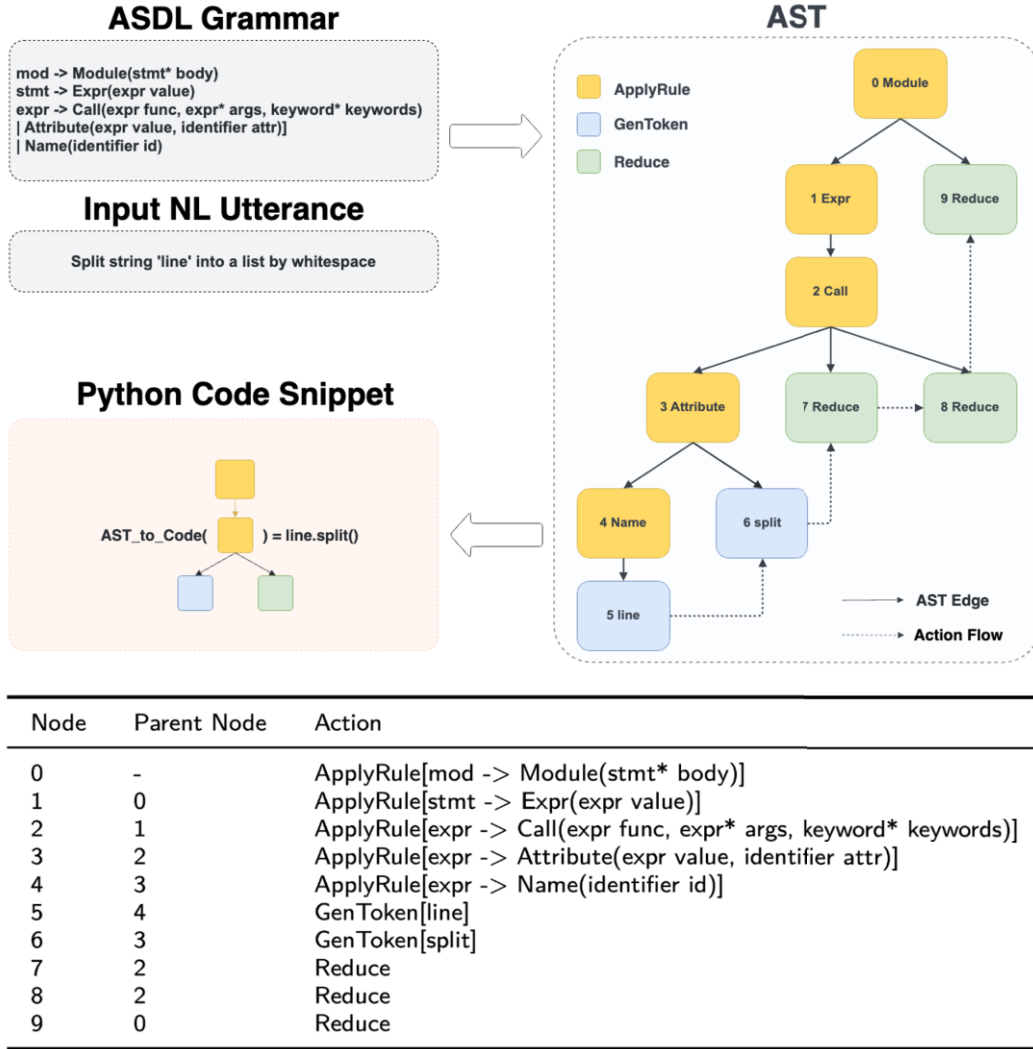 ASDL Grammar
mod -> Module(stmt* body)
stmt -> Expr(expr value)
expr -> Call(expr func, expr* args, keyword* keywords)
| Attribute(expr value, identifier attr)]
| Name(identifier id)
Input NL Utterance
Split string 'line' into a list by whitespace
Python Code Snippet
AST_to_Code( ) = line.split()
AST
ApplyRule
GenToken
Reduce
0 Module
1 Expr
9 Reduce
2 Call
3 Attribute
7 Reduce
8 Reduce
4 Name
6 split
5 line
AST Edge
Action Flow
Node Parent Node Action
0 - ApplyRule[mod -> Module(stmt* body)]
1 0 ApplyRule[stmt -> Expr(expr value)]
2 1 ApplyRule[expr -> Call(expr func, expr* args, keyword* keywords)]
3 2 ApplyRule[expr -> Attribute(expr value, identifier attr)]
4 3 ApplyRule[expr -> Name(identifier id)]
5 4 GenToken[line]
6 3 GenToken[split]
7 2 Reduce
8 2 Reduce
9 0 Reduce